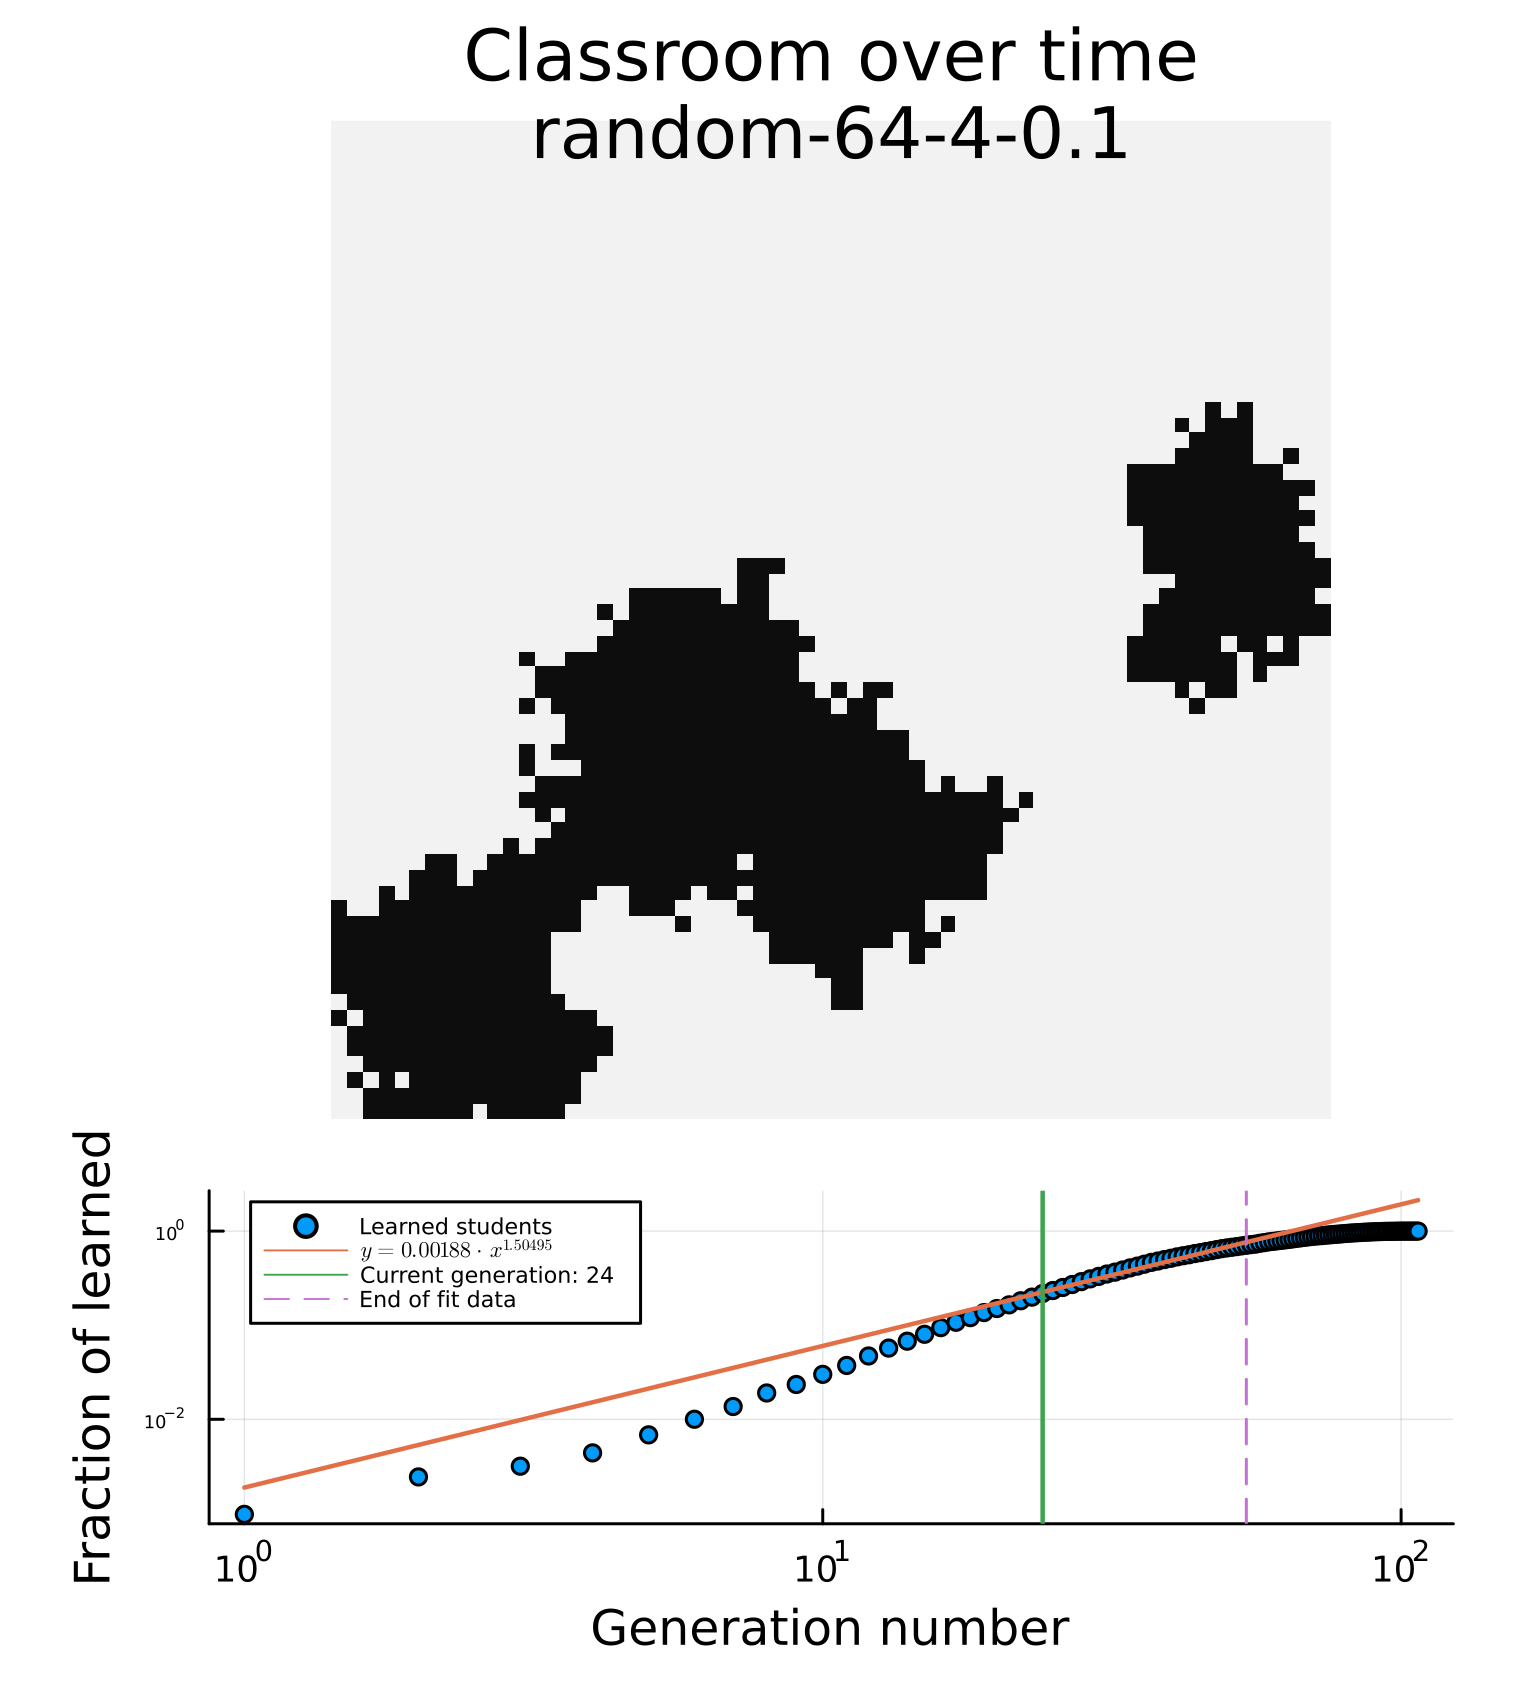 Classroom over time
random-64-4-0.1
Fraction of learned
10^0
10^-2
Learned students
y = 0.00188 · x^1.50495
Current generation: 24
End of fit data
10^0 10^1 10^2
Generation number